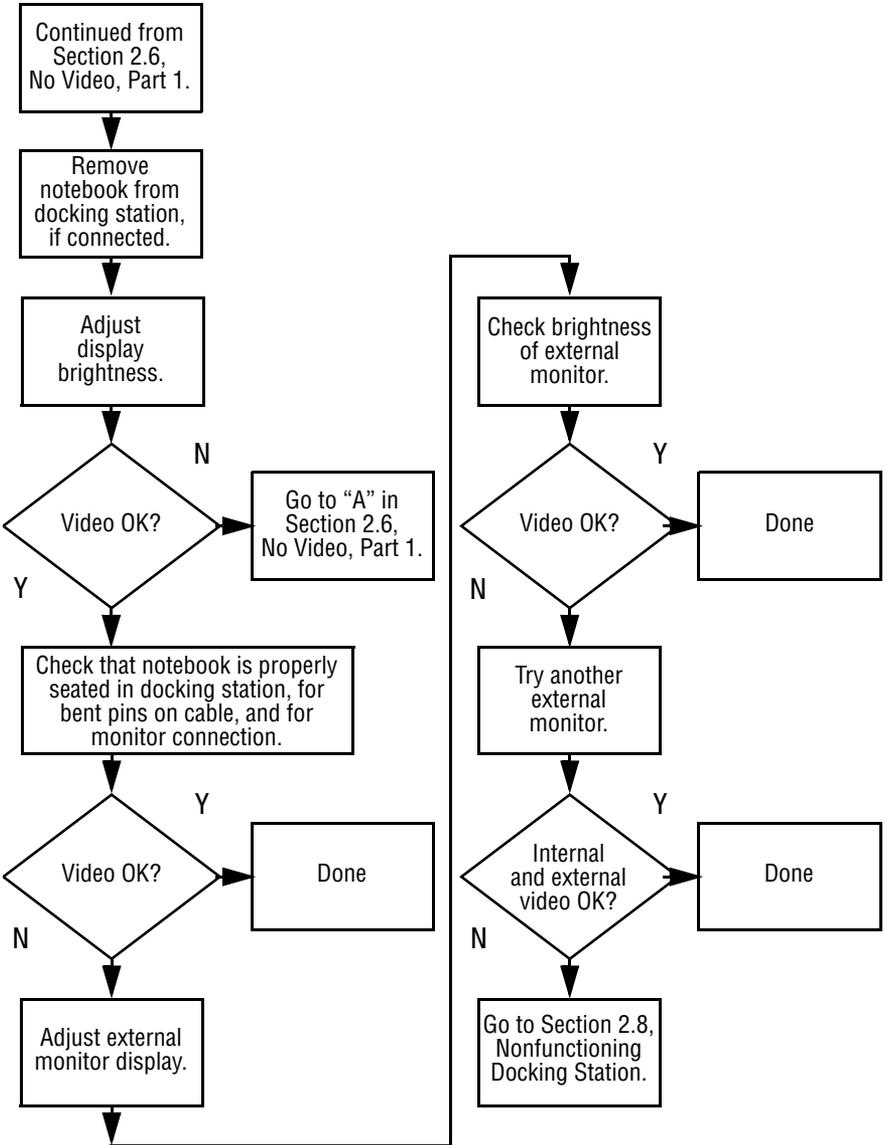 Continued from
Section 2.6,
No Video, Part 1.
Remove
notebook from
docking station,
if connected.
Adjust
display
brightness.
Video OK?
N
Go to “A” in
Section 2.6,
No Video, Part 1.
Y
Check that notebook is properly
seated in docking station, for
bent pins on cable, and for
monitor connection.
Video OK?
Y
Done
N
Adjust external
monitor display.
Check brightness
of external
monitor.
Video OK?
Y
Done
N
Try another
external
monitor.
Internal
and external
video OK?
Y
Done
N
Go to Section 2.8,
Nonfunctioning
Docking Station.